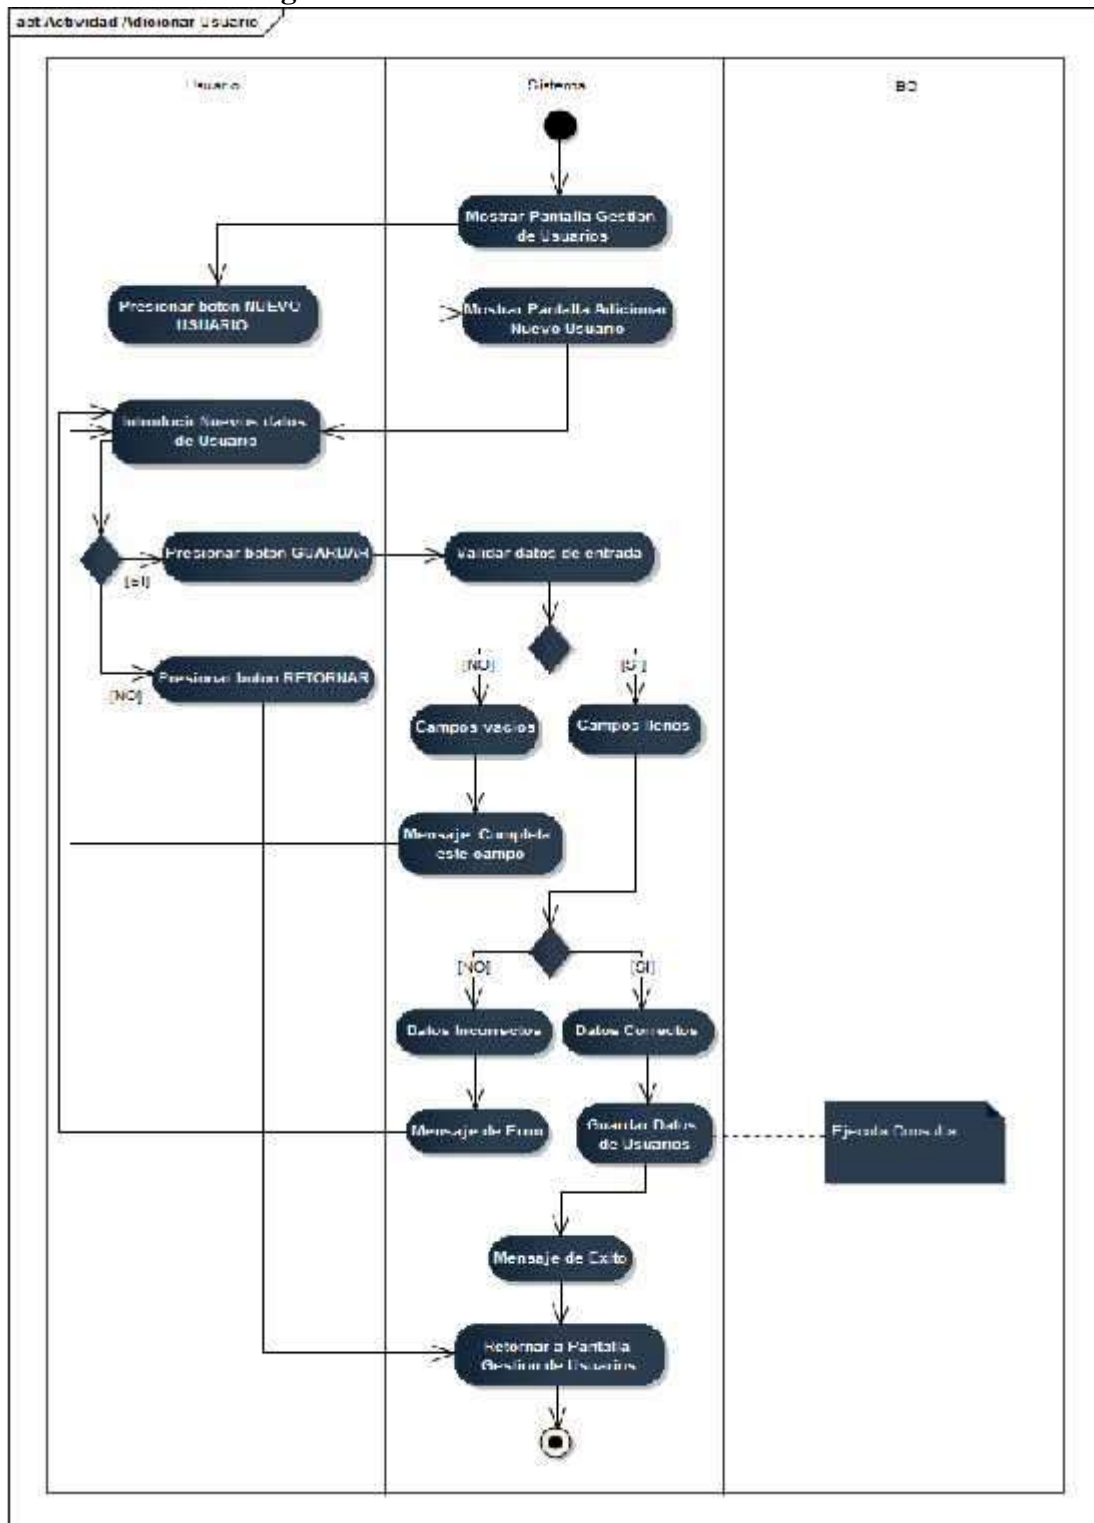 act Actividad Adicionar Usuario
Usuario
Sistema
BD
Mostrar Pantalla Gestion
de Usuarios
Presionar boton NUEVO
USUARIO
Mostrar Pantalla Adicionar
Nuevo Usuario
Introducir Nuevos datos
de Usuario
Presionar boton GUARDAR
Validar datos de entrada
[SI]
[NO]
[SI]
Presionar boton RETORNAR
[NO]
Campos vacios
Campos llenos
Mensaje: Completa
este campo
[NO]
[SI]
Datos Incorrectos
Datos Correctos
Mensaje de Error
Guardar Datos
de Usuarios
Ejecuta Consulta
Mensaje de Exito
Retornar a Pantalla
Gestion de Usuarios